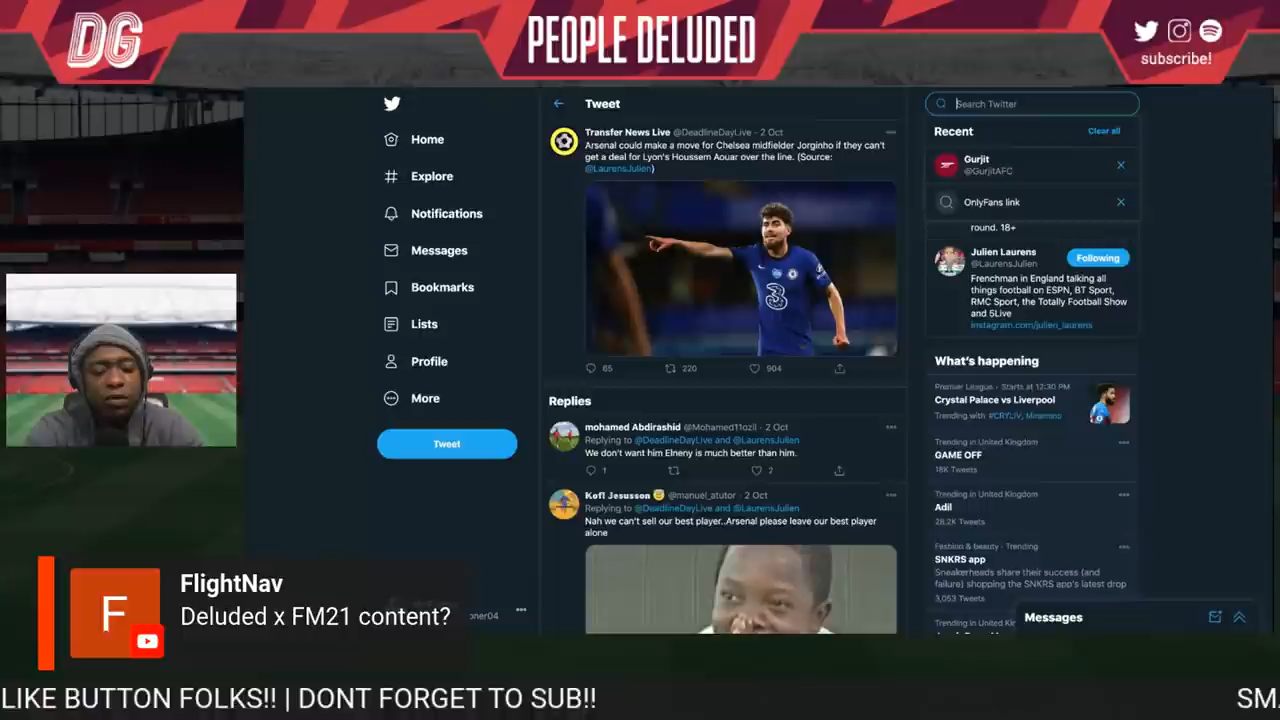 DG
PEOPLE DELUDED
subscribe!
Home
Explore
Notifications
Messages
Bookmarks
Lists
Profile
More
Tweet
Tweet
Transfer News Live @DeadlineDayLive · 2 Oct
Arsenal could make a move for Chelsea midfielder Jorginho if they can't
get a deal for Lyon's Houssem Aouar over the line. (Source:
@LaurensJulien)
3
65 220 904
Replies
mohamed Abdirashid @Mohamed11ozil · 2 Oct
Replying to @DeadlineDayLive and @LaurensJulien
We don't want him Elneny is much better than him.
1 2
Kofi Jesusson @manuel_atutor · 2 Oct
Replying to @DeadlineDayLive and @LaurensJulien
Nah we can't sell our best player..Arsenal please leave our best player
alone
Search Twitter
Recent Clear all
Gurjit
@GurjitAFC
OnlyFans link
round. 18+
Julien Laurens
@LaurensJulien
Following
Frenchman in England talking all
things football on ESPN, BT Sport,
RMC Sport, the Totally Football Show
and 5Live
instagram.com/julien_laurens
What's happening
Premier League · Starts at 12:30 PM
Crystal Palace vs Liverpool
Trending with #CRYLIV, Minamino
Trending in United Kingdom
GAME OFF
18K Tweets
Trending in United Kingdom
Adil
28.2K Tweets
Fashion & beauty · Trending
SNKRS app
Sneakerheads share their success (and
failure) shopping the SNKRS app's latest drop
3,053 Tweets
Trending in United Kin
Messages
oner04
F
FlightNav
Deluded x FM21 content?
LIKE BUTTON FOLKS!! | DONT FORGET TO SUB!!
SM